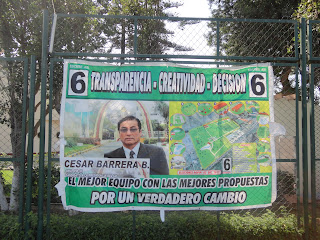 6 TRANSPARENCIA - CREATIVIDAD - DECISION 6
CESAR BARRERA B.
6
EL MEJOR EQUIPO CON LAS MEJORES PROPUESTAS
POR UN VERDADERO CAMBIO